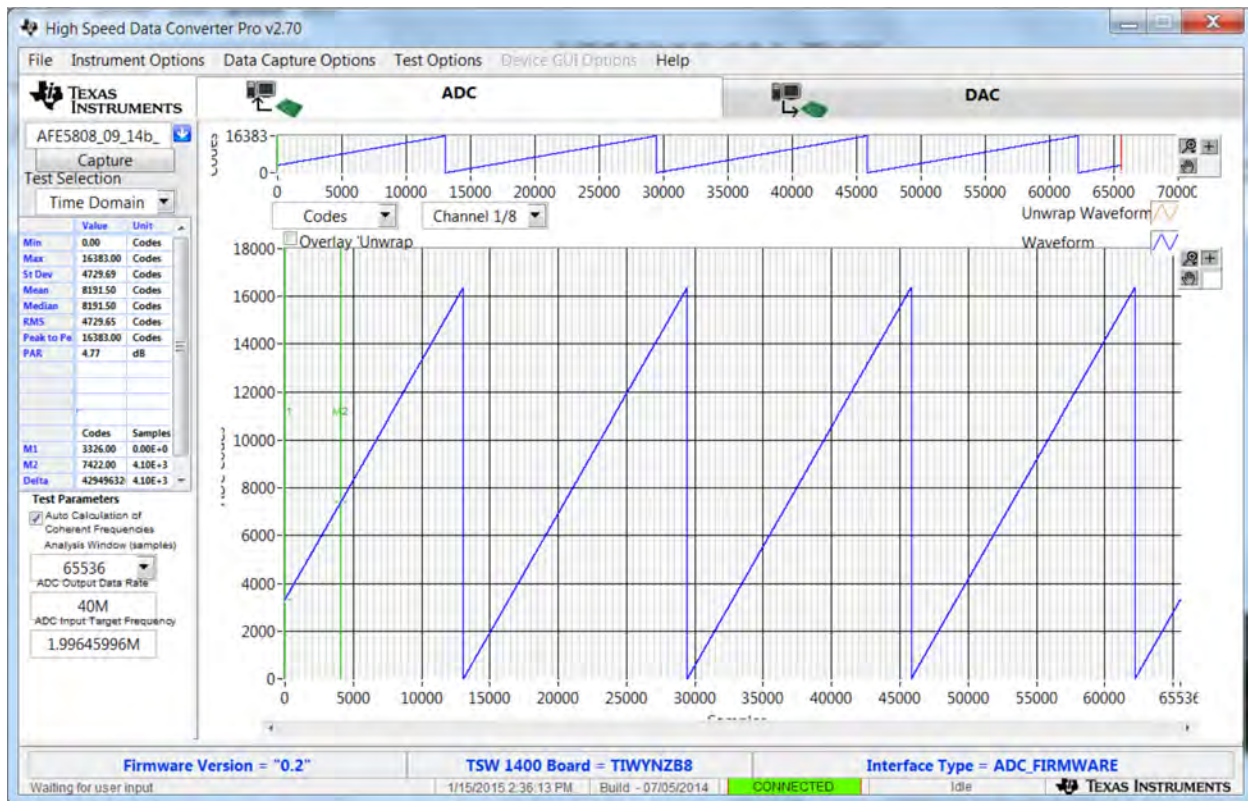 High Speed Data Converter Pro v2.70
File Instrument Options Data Capture Options Test Options Device GUI Options Help
TEXAS INSTRUMENTS
ADC
DAC
AFE5808_09_14b_
Capture
Test Selection
Time Domain
16383
0
0 5000 10000 15000 20000 25000 30000 35000 40000 45000 50000 55000 60000 65000 7000C
Codes
Channel 1/8
Unwrap Waveform
Overlay 'Unwrap
Waveform
Value Unit
Min 0.00 Codes
Max 16383.00 Codes
St Dev 4729.69 Codes
Mean 8191.50 Codes
Median 8191.50 Codes
RMS 4729.65 Codes
Peak to Pe 16383.00 Codes
PAR 4.77 dB
Codes Samples
M1 3326.00 0.00E+0
M2 7422.00 4.10E+3
Delta 42949632 4.10E+3
Test Parameters
Auto Calculation of
Coherent Frequencies
Analysis Window (samples)
65536
ADC Output Data Rate
40M
ADC Input Target Frequency
1.99645996M
18000
16000
14000
12000
10000
8000
6000
4000
2000
0
M2
0 5000 10000 15000 20000 25000 30000 35000 40000 45000 50000 55000 60000 6553€
Firmware Version = "0.2"
TSW 1400 Board = TIWYNZB8
Interface Type = ADC_FIRMWARE
Waiting for user input
1/15/2015 2:36:13 PM
Build - 07/05/2014
CONNECTED
Idle
TEXAS INSTRUMENTS